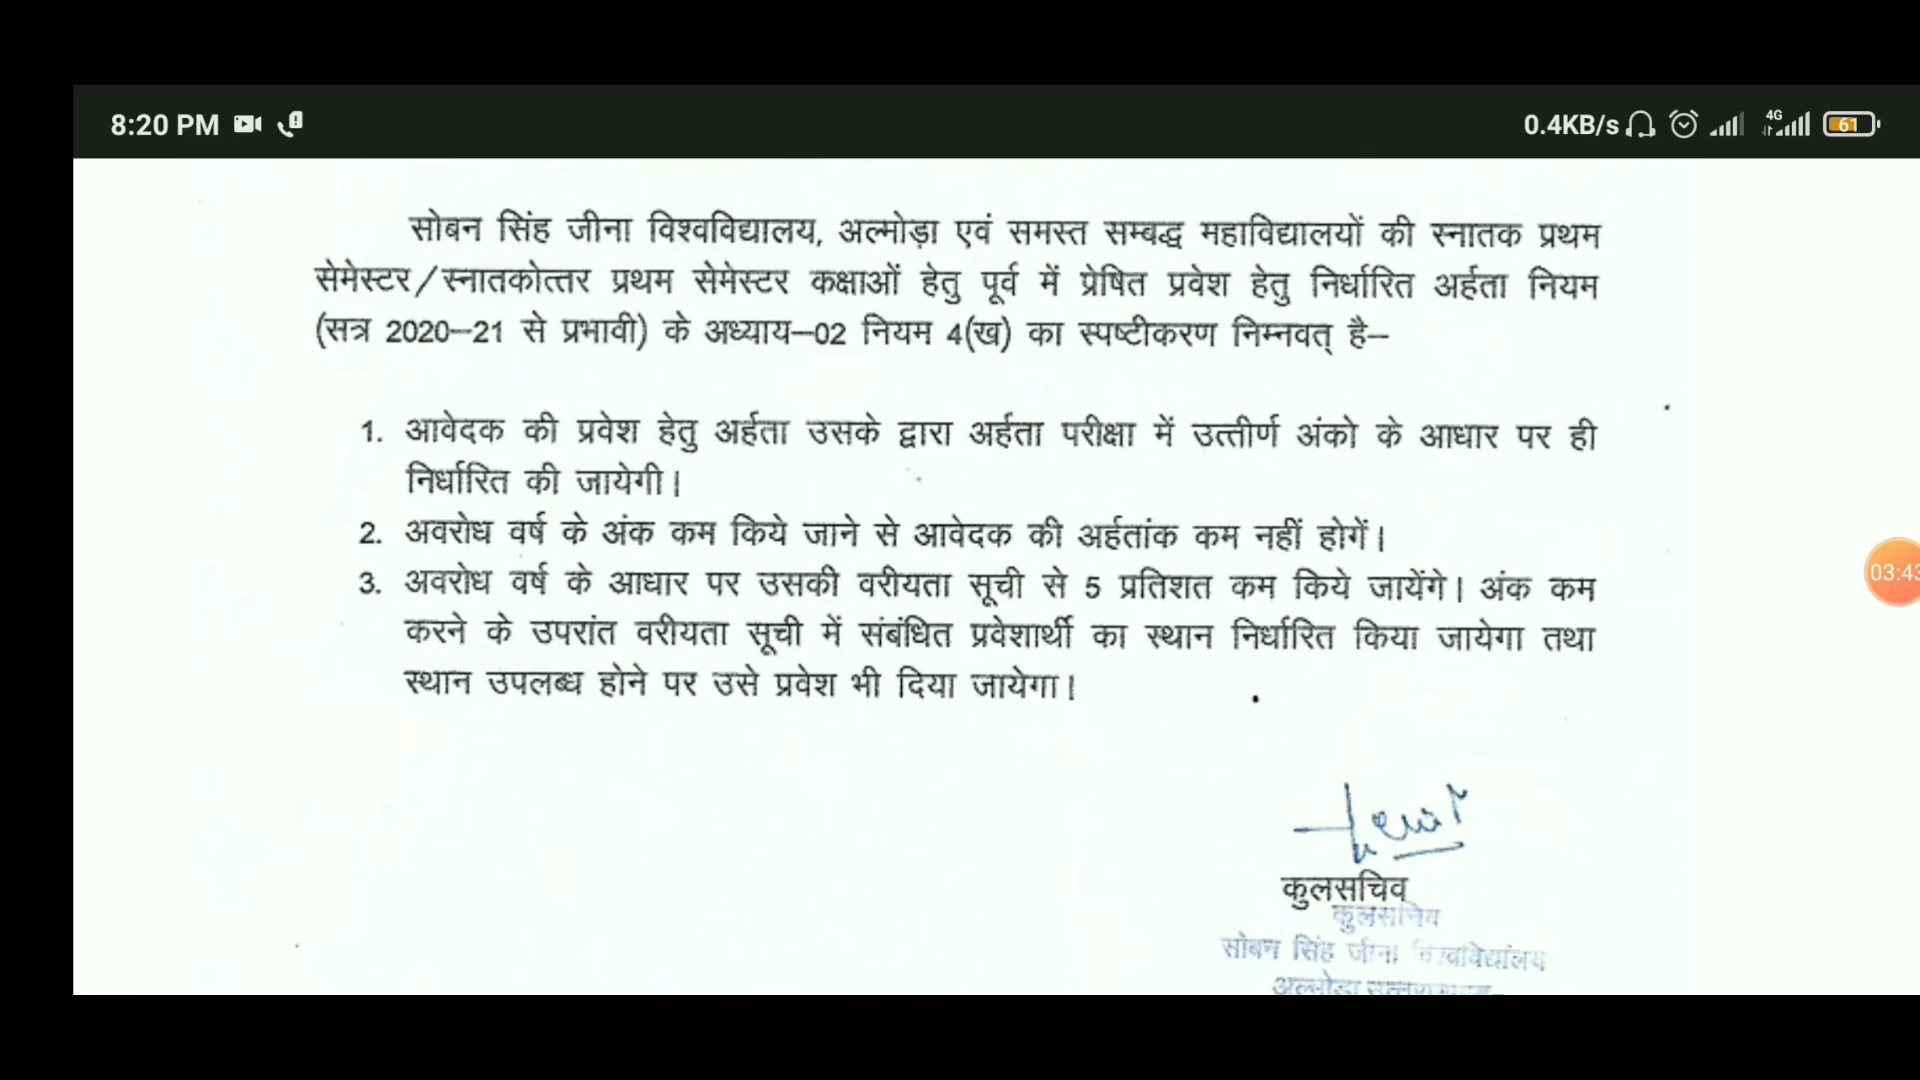 8:20 PM
0.4KB/s 4G 61
सोबन सिंह जीना विश्वविद्यालय, अल्मोड़ा एवं समस्त सम्बद्ध महाविद्यालयों की स्नातक प्रथम
सेमेस्टर/स्नातकोत्तर प्रथम सेमेस्टर कक्षाओं हेतु पूर्व में प्रेषित प्रवेश हेतु निर्धारित अर्हता नियम
(सत्र 2020–21 से प्रभावी) के अध्याय–02 नियम 4(ख) का स्पष्टीकरण निम्नवत् है–
1. आवेदक की प्रवेश हेतु अर्हता उसके द्वारा अर्हता परीक्षा में उत्तीर्ण अंको के आधार पर ही
निर्धारित की जायेगी।
2. अवरोध वर्ष के अंक कम किये जाने से आवेदक की अर्हतांक कम नहीं होगें।
3. अवरोध वर्ष के आधार पर उसकी वरीयता सूची से 5 प्रतिशत कम किये जायेंगे। अंक कम
करने के उपरांत वरीयता सूची में संबंधित प्रवेशार्थी का स्थान निर्धारित किया जायेगा तथा
स्थान उपलब्ध होने पर उसे प्रवेश भी दिया जायेगा।
03:43
कुलसचिव
कुलसचिव
सोबन सिंह जीना विश्वविद्यालय
अल्मोड़ा